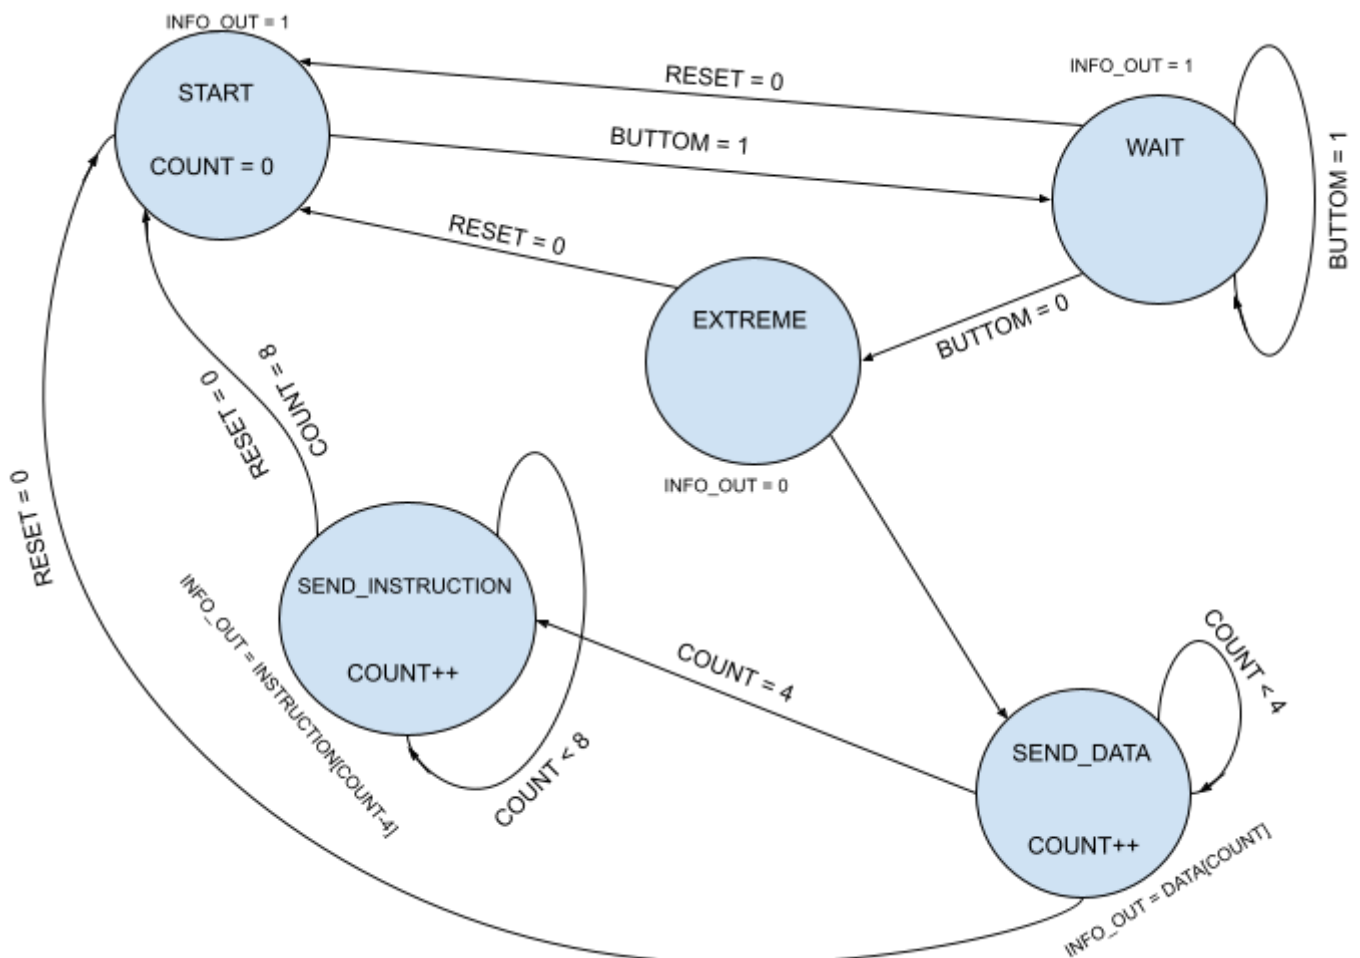 INFO_OUT = 1
START
COUNT = 0
RESET = 0
BUTTOM = 1
INFO_OUT = 1
WAIT
BUTTOM = 1
RESET = 0
EXTREME
INFO_OUT = 0
BUTTOM = 0
COUNT = 8
RESET = 0
RESET = 0
SEND_INSTRUCTION
COUNT++
INFO_OUT = INSTRUCTION[COUNT-4]
COUNT < 8
COUNT = 4
COUNT < 4
SEND_DATA
COUNT++
INFO_OUT = DATA[COUNT]